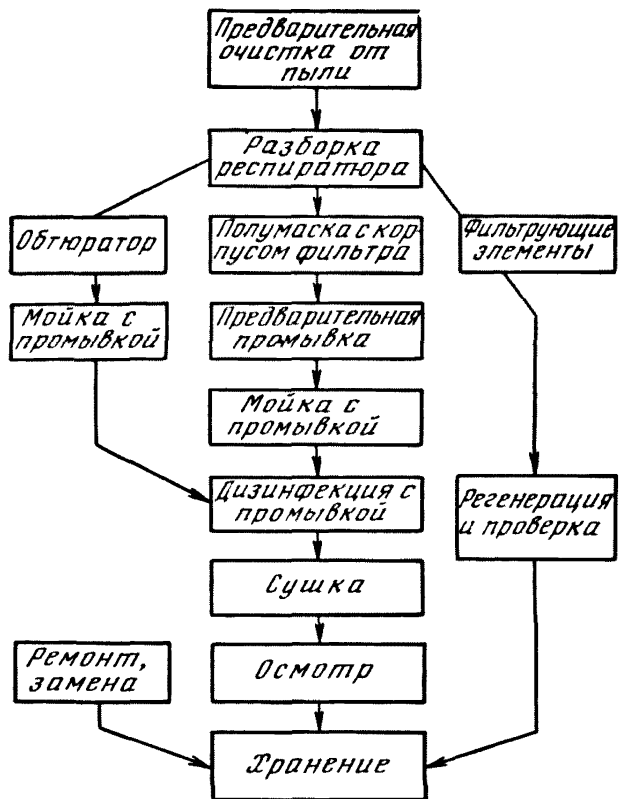 Предварительная
очистка от
пыли
Разборка
респиратора
Обтюратор
Полумаска с кор-
пусом фильтра
Фильтрующие
элементы
Мойка с
промывкой
Предварительная
промывка
Мойка с
промывкой
Дизинфекция с
промывкой
Регенерация
и проверка
Сушка
Ремонт,
замена
Осмотр
Хранение